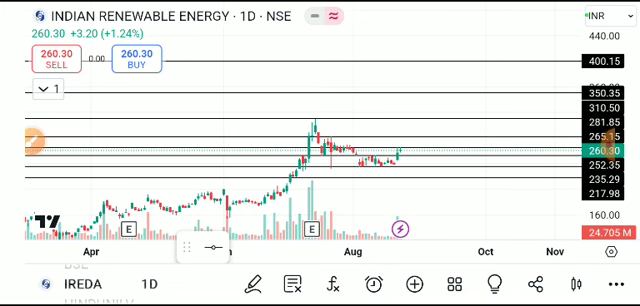 INDIAN RENEWABLE ENERGY · 1D · NSE
INR
260.30 +3.20 (+1.24%)
440.00
260.30
SELL
0.00
260.30
BUY
400.15
1
350.35
310.50
281.85
265.15
260.30
252.35
235.29
217.98
160.00
24.705 M
E
E
Apr
Aug
Oct
Nov
IREDA 1D